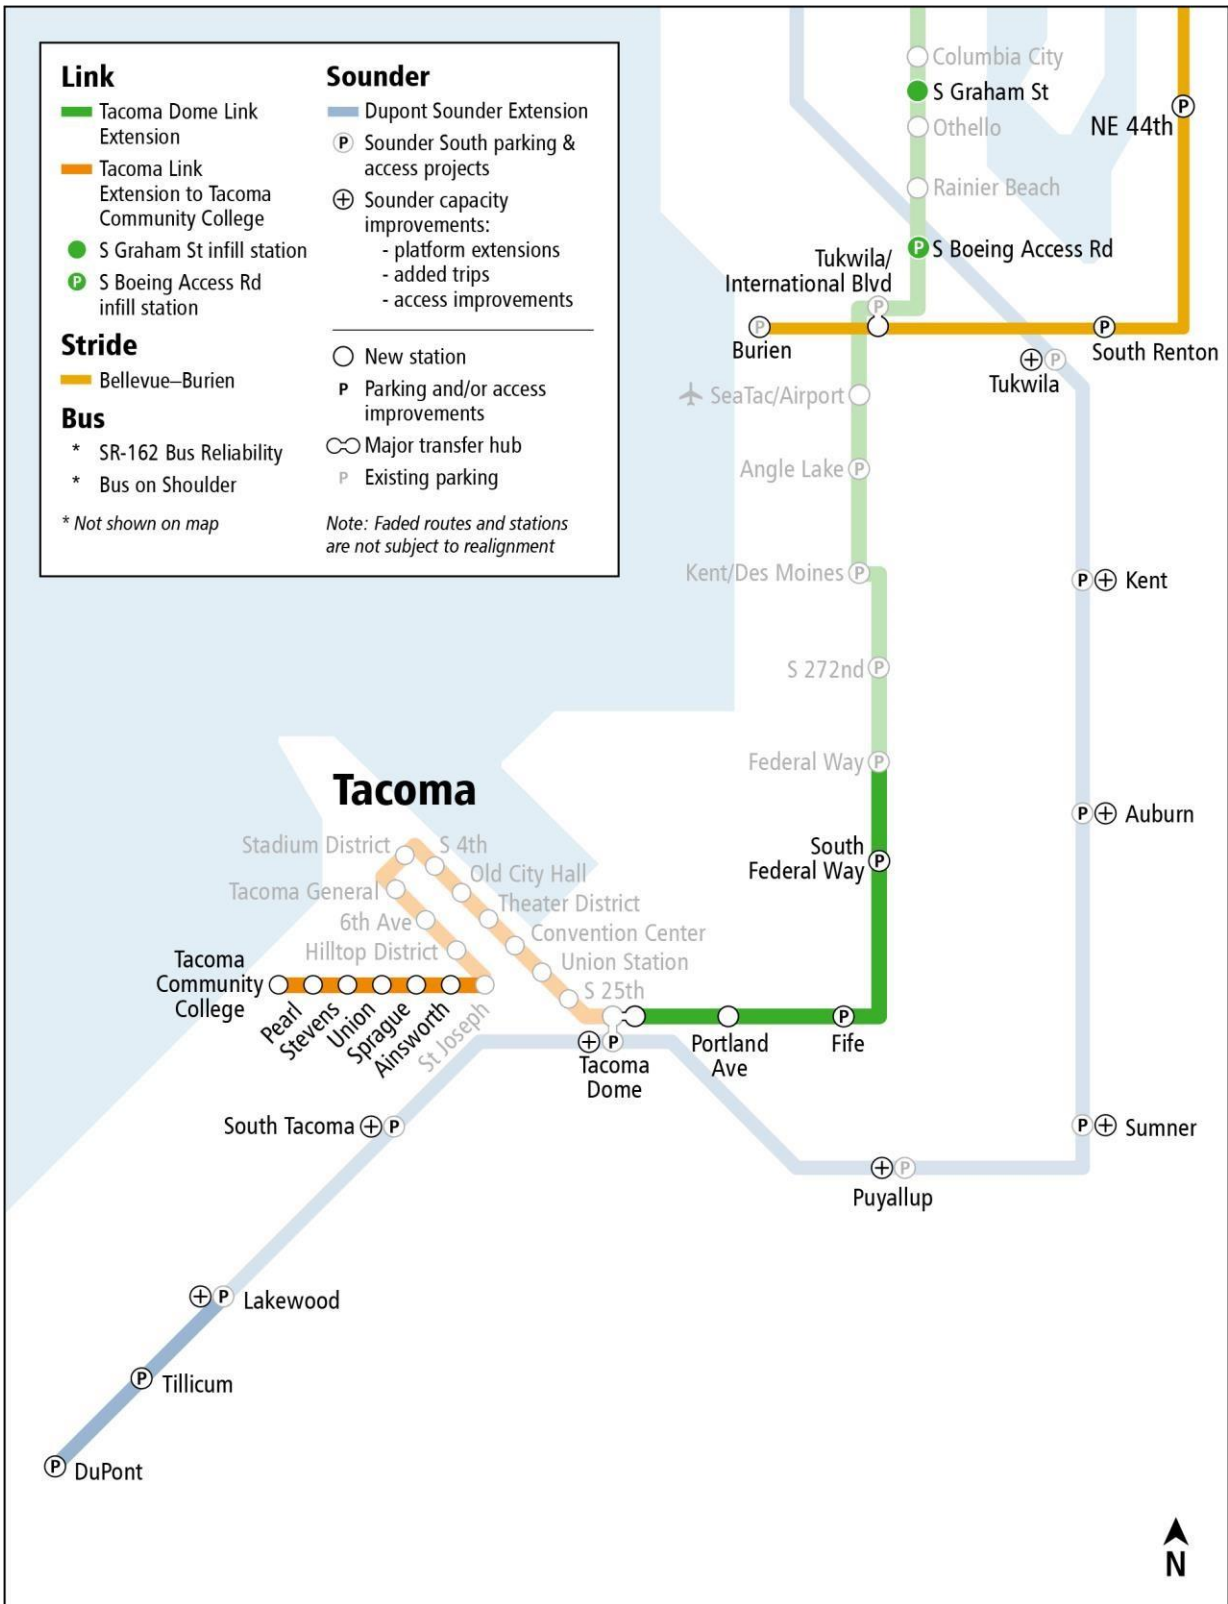 Link
Tacoma Dome Link
Extension
Tacoma Link
Extension to Tacoma
Community College
S Graham St infill station
P S Boeing Access Rd
infill station
Stride
Bellevue–Burien
Bus
* SR-162 Bus Reliability
* Bus on Shoulder
* Not shown on map
Sounder
Dupont Sounder Extension
P Sounder South parking &
access projects
Sounder capacity
improvements:
- platform extensions
- added trips
- access improvements
New station
P Parking and/or access
improvements
Major transfer hub
P Existing parking
Note: Faded routes and stations
are not subject to realignment
Columbia City
S Graham St
Othello
NE 44th P
Rainier Beach
P S Boeing Access Rd
Tukwila/
International Blvd
P
P
Burien
P
South Renton
P
Tukwila
SeaTac/Airport
Angle Lake P
Kent/Des Moines P
P Kent
S 272nd P
Federal Way P
Tacoma
P Auburn
South
Federal Way P
Stadium District
S 4th
Old City Hall
Tacoma General
Theater District
6th Ave
Convention Center
Hilltop District
Union Station
S 25th
Tacoma
Community
College
Pearl
Stevens
Union
Sprague
Ainsworth
St Joseph
P
Tacoma
Dome
Portland
Ave
P
Fife
South Tacoma P
P Sumner
P
Puyallup
P Lakewood
P Tillicum
P DuPont
N